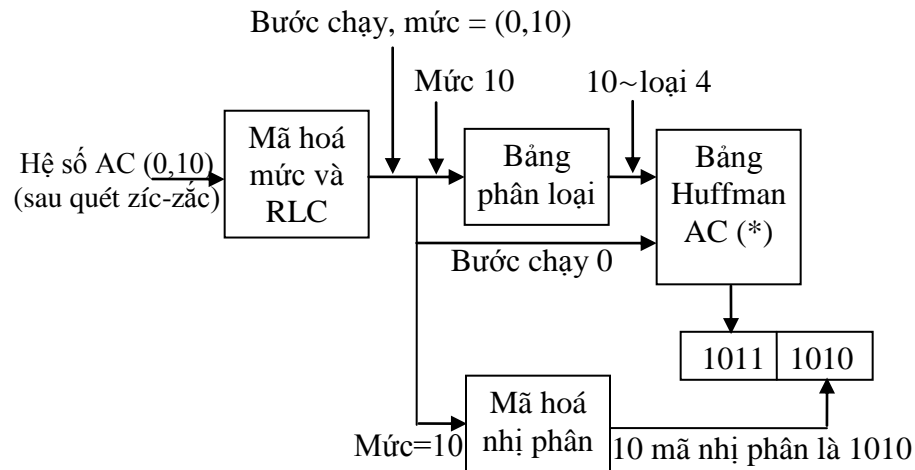 Bước chạy, mức = (0,10)
Mức 10
10~loại 4
Hệ số AC (0,10)
(sau quét zíc-zắc)
Mã hoá
mức và
RLC
Bảng
phân loại
Bảng
Huffman
AC (*)
Bước chạy 0
1011 1010
Mã hoá
nhị phân
Mức=10
10 mã nhị phân là 1010